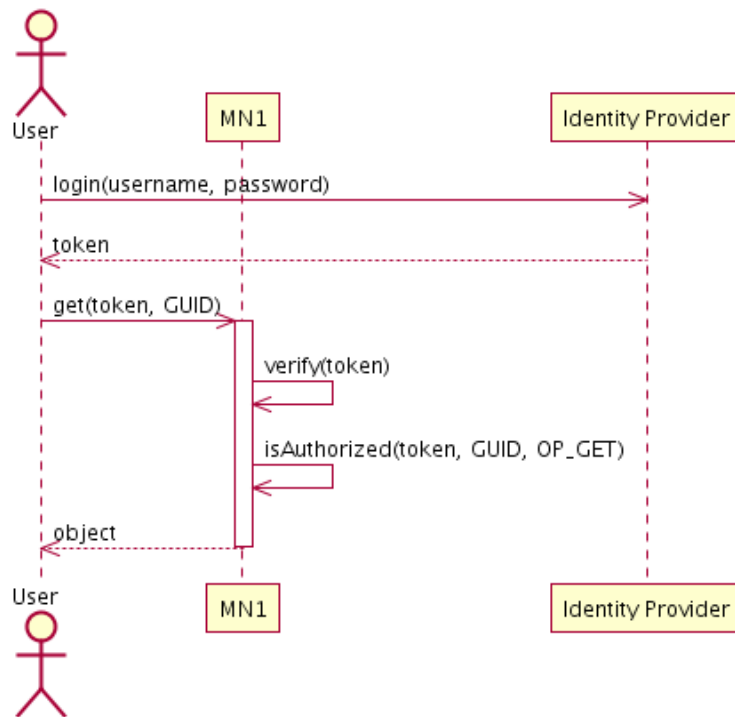 User
MN1
Identity Provider
login(username, password)
token
get(token, GUID)
verify(token)
isAuthorized(token, GUID, OP_GET)
object
User
MN1
Identity Provider